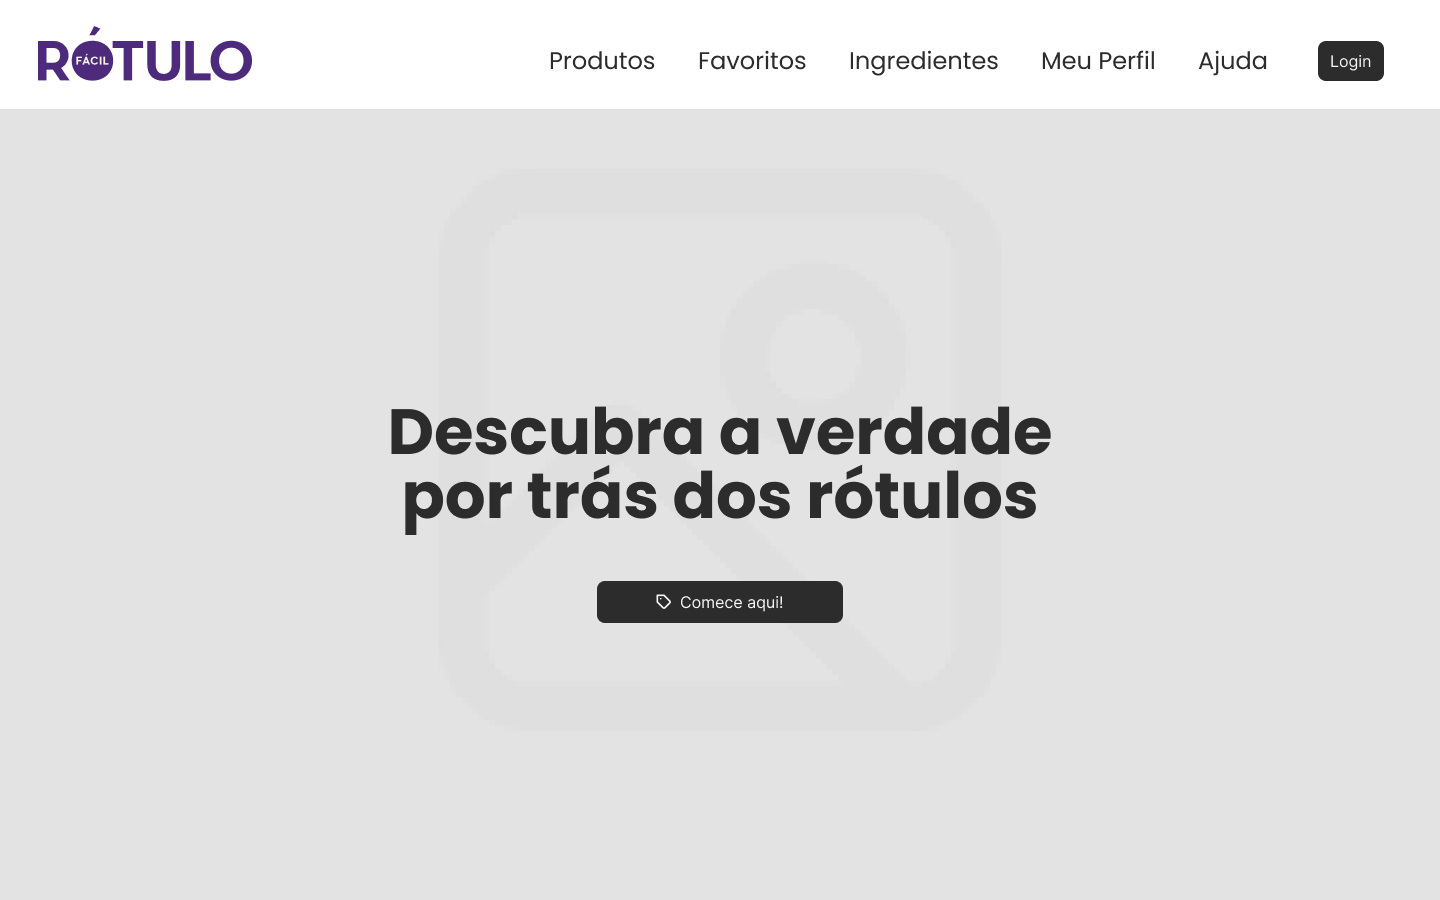 RÓTULO
FÁCIL
Produtos Favoritos Ingredientes Meu Perfil Ajuda Login
Descubra a verdade
por trás dos rótulos
Comece aqui!